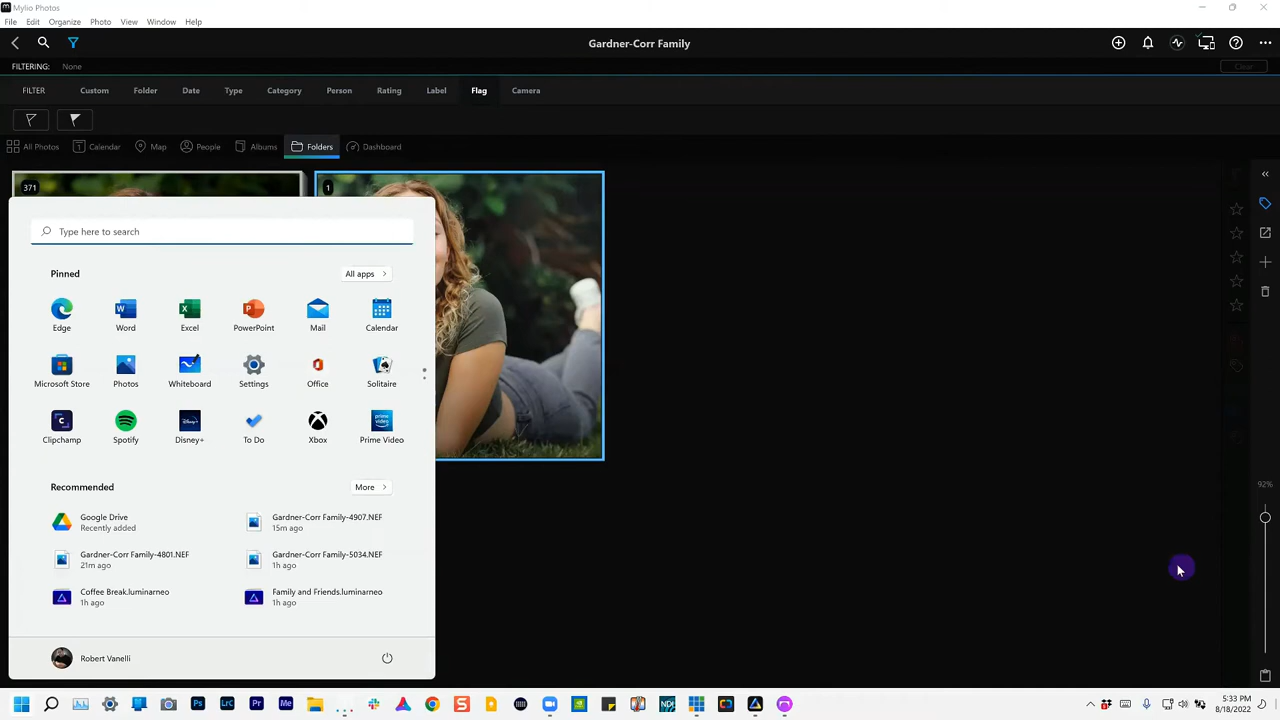 Mylio Photos
File Edit Organize Photo View Window Help
Gardner-Corr Family
FILTERING: None Clear
FILTER Custom Folder Date Type Category Person Rating Label Flag Camera
All Photos Calendar Map People Albums Folders Dashboard
371 1
Type here to search
Pinned All apps
Edge Word Excel PowerPoint Mail Calendar
Microsoft Store Photos Whiteboard Settings Office Solitaire
Clipchamp Spotify Disney+ To Do Xbox Prime Video
Recommended More
Google Drive Gardner-Corr Family-4907.NEF
Recently added 15m ago
Gardner-Corr Family-4801.NEF Gardner-Corr Family-5034.NEF
21m ago 1h ago
Coffee Break.luminarneo Family and Friends.luminarneo
1h ago 1h ago
Robert Vanelli
92%
5:33 PM
8/18/2022